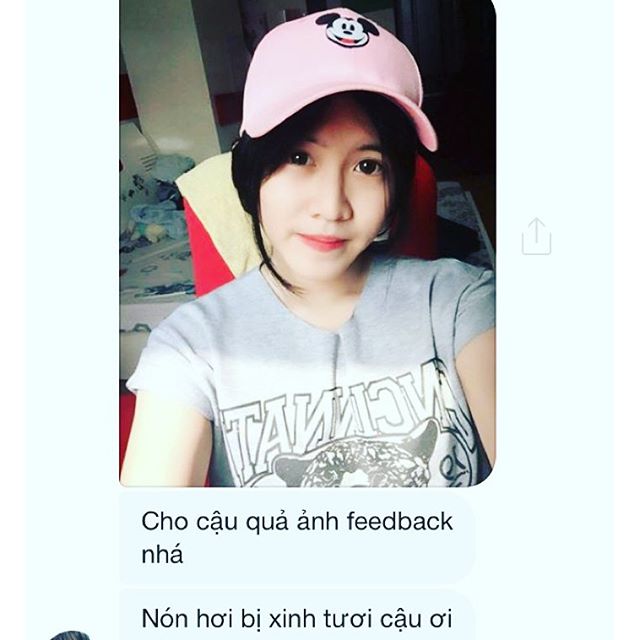 Cho cậu quả ảnh feedback
nhá
Nón hơi bị xinh tươi cậu ơi